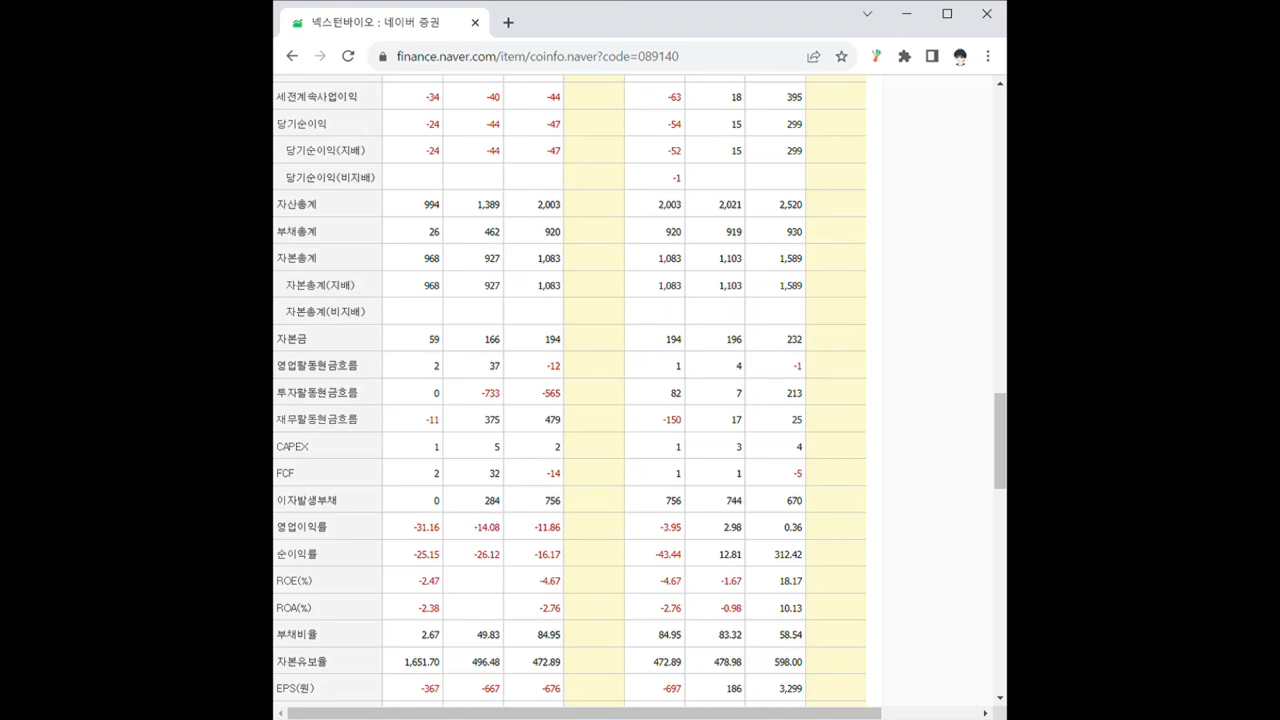 넥스턴바이오 : 네이버 증권
finance.naver.com/item/coinfo.naver?code=089140
세전계속사업이익 -34 -40 -44 -63 18 395
당기순이익 -24 -44 -47 -54 15 299
당기순이익(지배) -24 -44 -47 -52 15 299
당기순이익(비지배) -1
자산총계 994 1,389 2,003 2,003 2,021 2,520
부채총계 26 462 920 920 919 930
자본총계 968 927 1,083 1,083 1,103 1,589
자본총계(지배) 968 927 1,083 1,083 1,103 1,589
자본총계(비지배)
자본금 59 166 194 194 196 232
영업활동현금흐름 2 37 -12 1 4 -1
투자활동현금흐름 0 -733 -565 82 7 213
재무활동현금흐름 -11 375 479 -150 17 25
CAPEX 1 5 2 1 3 4
FCF 2 32 -14 1 1 -5
이자발생부채 0 284 756 756 744 670
영업이익률 -31.16 -14.08 -11.86 -3.95 2.98 0.36
순이익률 -25.15 -26.12 -16.17 -43.44 12.81 312.42
ROE(%) -2.47 -4.67 -4.67 -1.67 18.17
ROA(%) -2.38 -2.76 -2.76 -0.98 10.13
부채비율 2.67 49.83 84.95 84.95 83.32 58.54
자본유보율 1,651.70 496.48 472.89 472.89 478.98 598.00
EPS(원) -367 -667 -676 -697 186 3,299